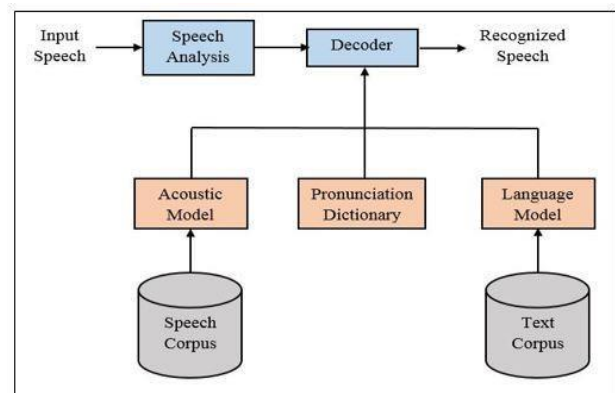 Input
Speech
Speech
Analysis
Decoder
Recognized
Speech
Acoustic
Model
Pronunciation
Dictionary
Language
Model
Speech
Corpus
Text
Corpus